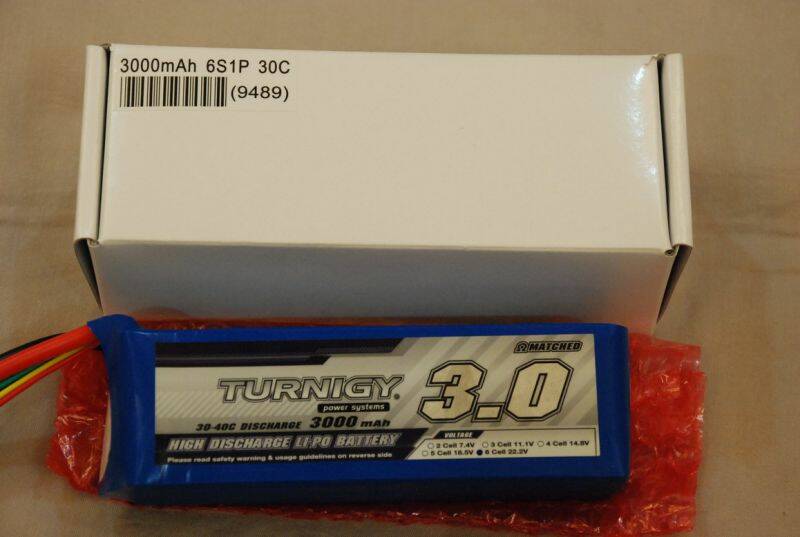 3000mAh 6S1P 30C
(9489)
ΩMATCHED
TURNIGY®
power systems
3.0
30-40C DISCHARGE 3000 mAh
HIGH DISCHARGE LI-PO BATTERY
Please read safety warning & usage guidelines on reverse side
VOLTAGE
2 Cell 7.4V 3 Cell 11.1V 4 Cell 14.8V
5 Cell 18.5V 6 Cell 22.2V